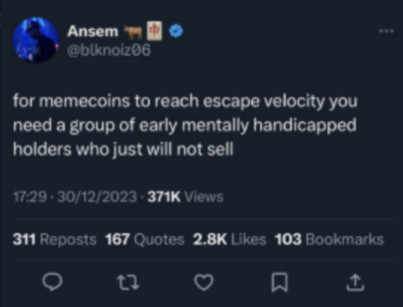 Ansem 🐂🀄
@blknoiz06
for memecoins to reach escape velocity you
need a group of early mentally handicapped
holders who just will not sell
17:29 · 30/12/2023 · 371K Views
311 Reposts 167 Quotes 2.8K Likes 103 Bookmarks